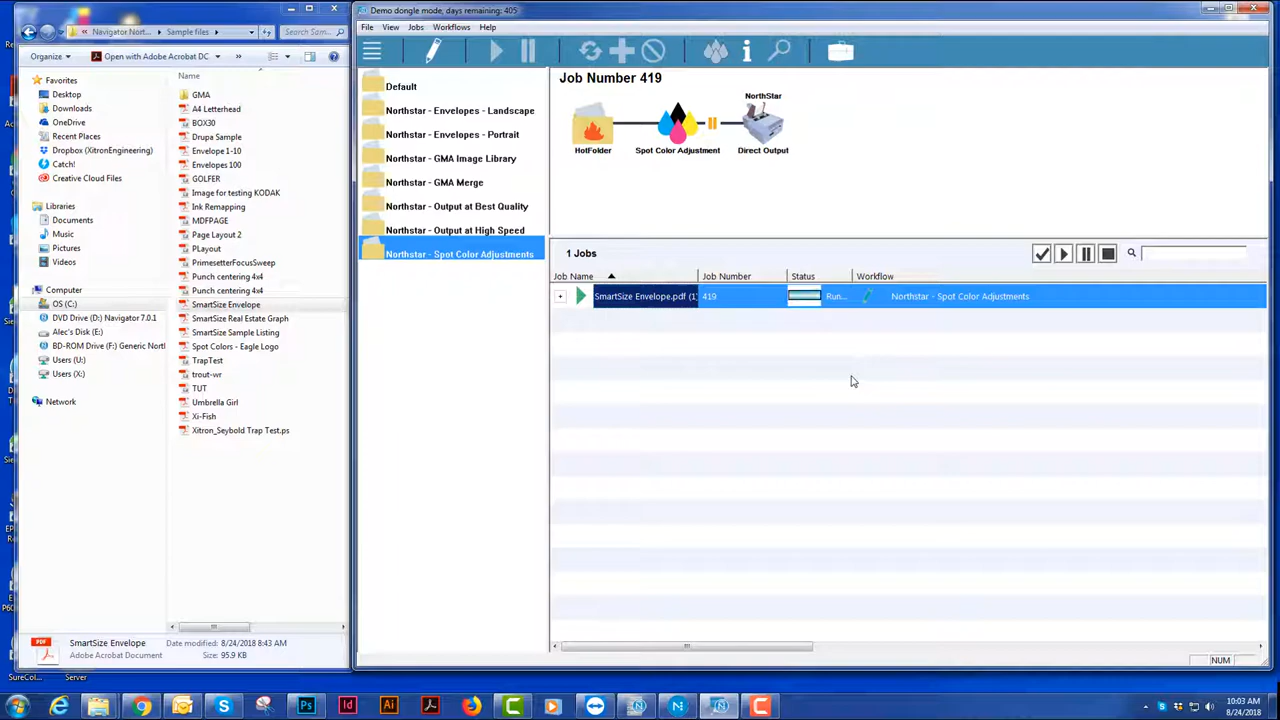 Demo dongle mode, days remaining: 405
File View Jobs Workflows Help
Navigator Nort... Sample files Search Sam...
Organize Open with Adobe Acrobat DC
Name
Favorites
Desktop
Downloads
OneDrive
Recent Places
Dropbox (XitronEngineering)
Catch!
Creative Cloud Files
Libraries
Documents
Music
Pictures
Videos
Computer
OS (C:)
DVD Drive (D:) Navigator 7.0.1
Alec's Disk (E:)
BD-ROM Drive (F:) Generic North
Users (U:)
Users (X:)
Network
GMA
A4 Letterhead
BOX30
Drupa Sample
Envelope 1-10
Envelopes 100
GOLFER
Image for testing KODAK
Ink Remapping
MDFPAGE
Page Layout 2
PLayout
PrimesetterFocusSweep
Punch centering 4x4
Punch centering 4x4
SmartSize Envelope
SmartSize Real Estate Graph
SmartSize Sample Listing
Spot Colors - Eagle Logo
TrapTest
trout-wr
TUT
Umbrella Girl
Xi-Fish
Xitron_Seybold Trap Test.ps
SmartSize Envelope Date modified: 8/24/2018 8:43 AM
Adobe Acrobat Document Size: 95.9 KB
Default
Northstar - Envelopes - Landscape
Northstar - Envelopes - Portrait
Northstar - GMA Image Library
Northstar - GMA Merge
Northstar - Output at Best Quality
Northstar - Output at High Speed
Northstar - Spot Color Adjustments
Job Number 419
NorthStar
HotFolder Spot Color Adjustment Direct Output
1 Jobs
Job Name Job Number Status Workflow
SmartSize Envelope.pdf (1) 419 Run... Northstar - Spot Color Adjustments
NUM
SureCol... Server
10:03 AM
8/24/2018